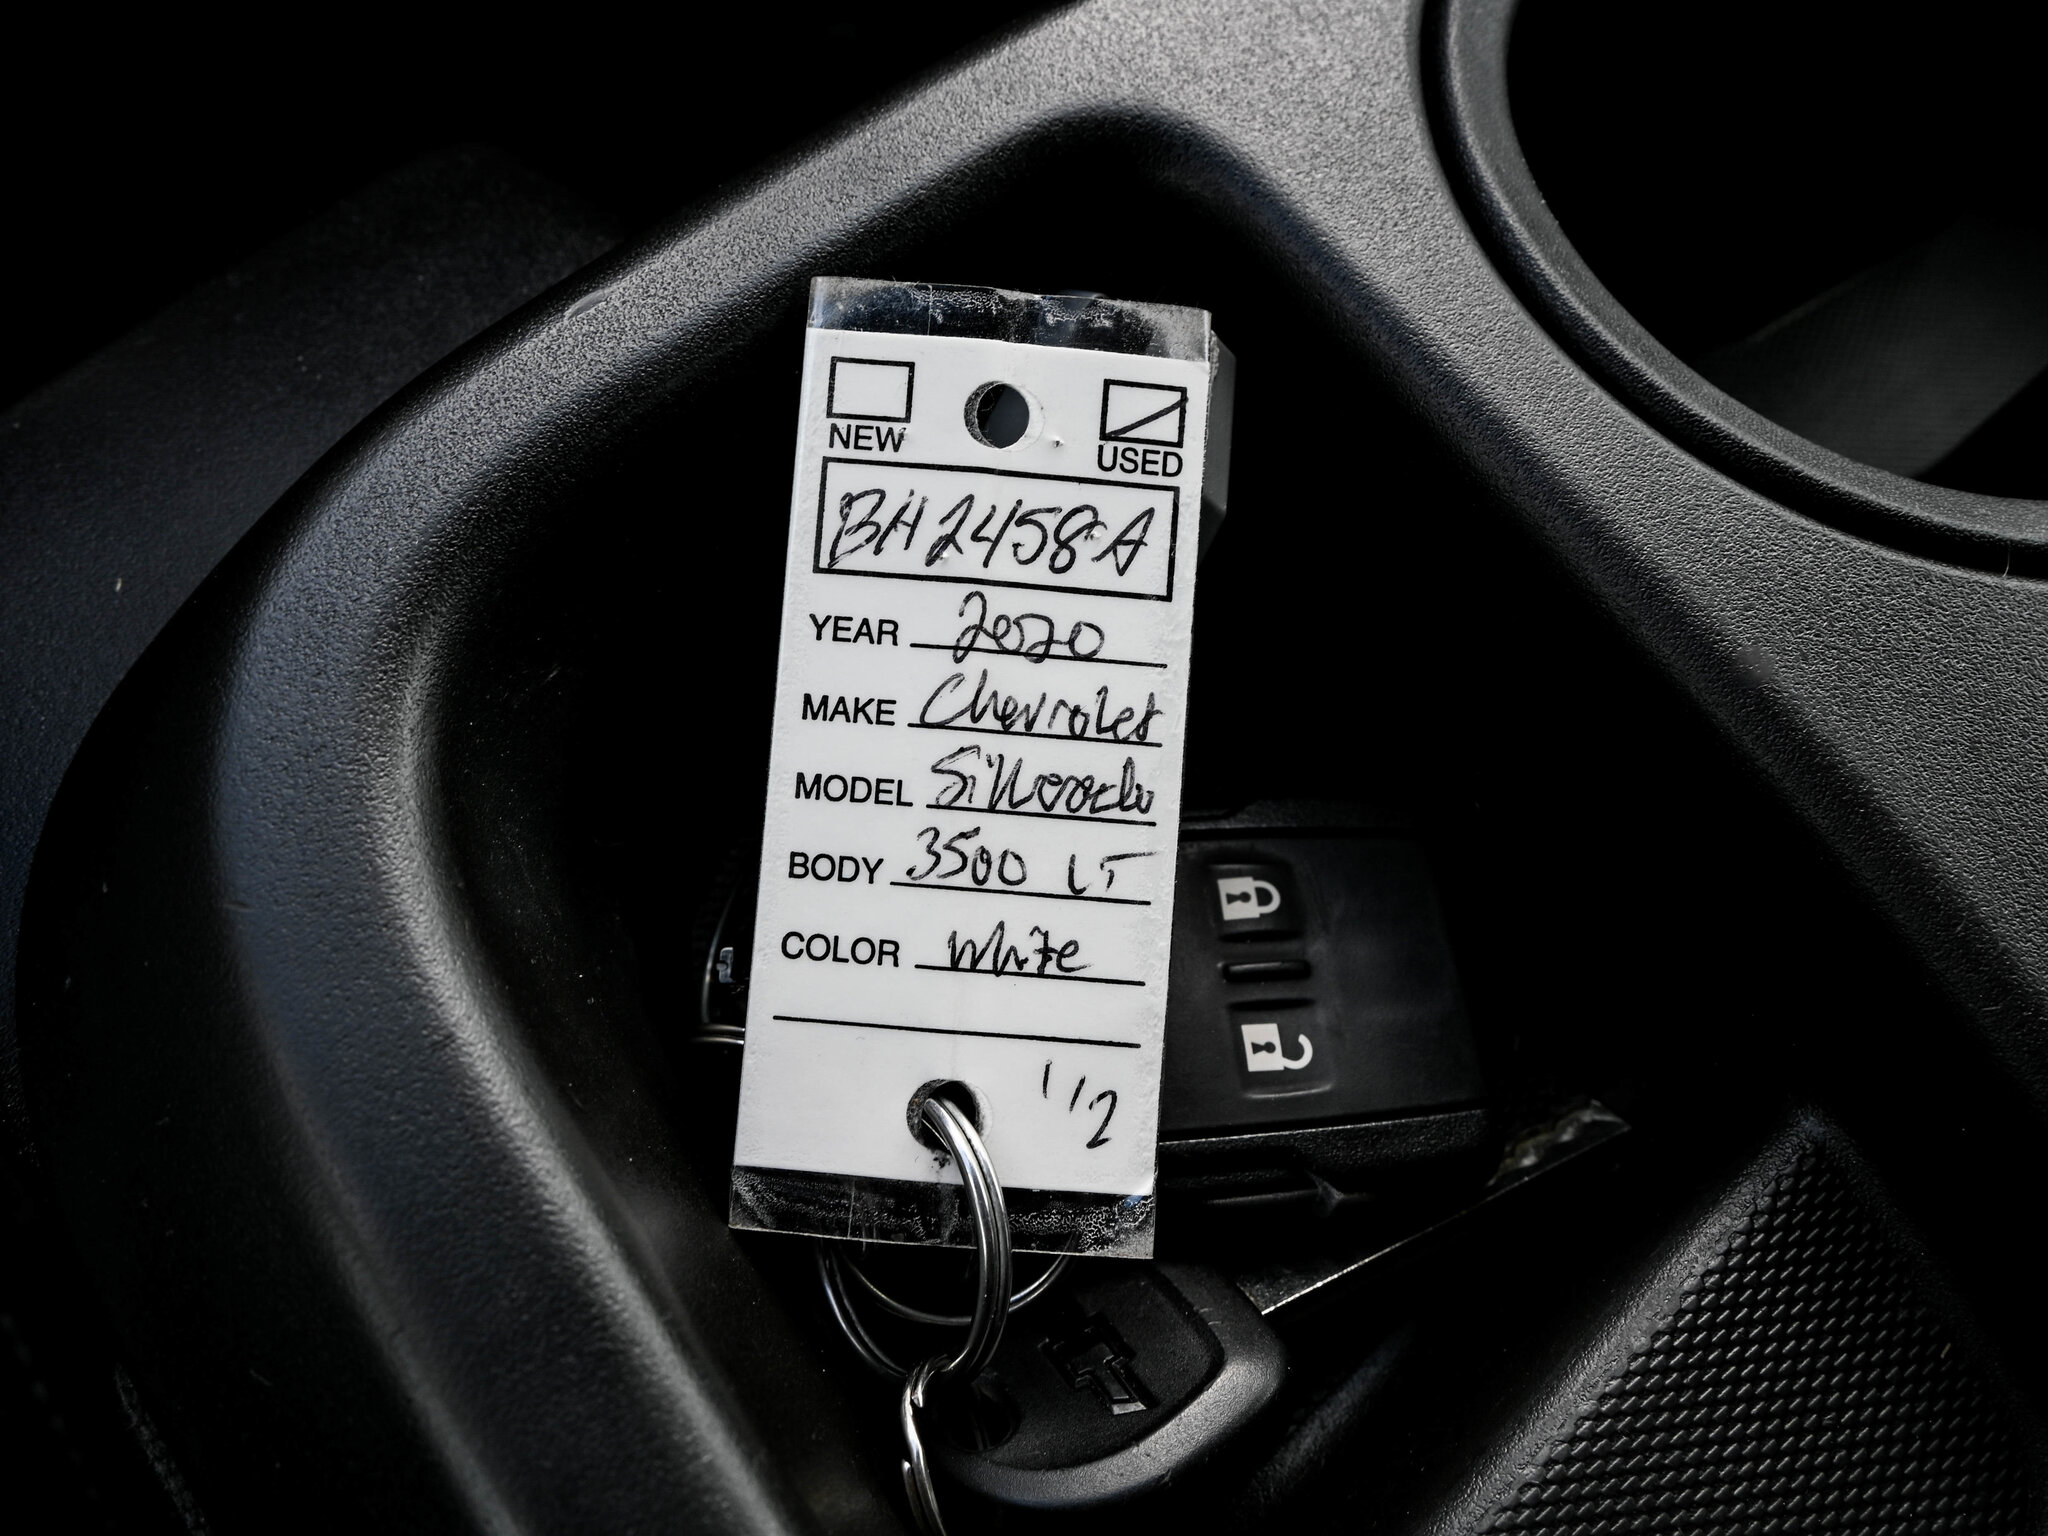 NEW USED
BH2458A
YEAR 2020
MAKE Chevrolet
MODEL Silverado
BODY 3500 LT
COLOR White
1/2